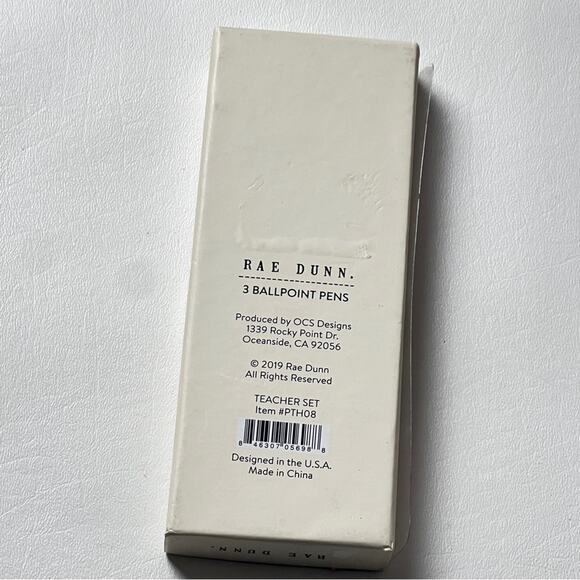 RAE DUNN.
3 BALLPOINT PENS
Produced by OCS Designs
1339 Rocky Point Dr.
Oceanside, CA 92056
© 2019 Rae Dunn
All Rights Reserved
TEACHER SET
Item #PTH08
8 46307 05698 8
Designed in the U.S.A.
Made in China
RAE DUNN.